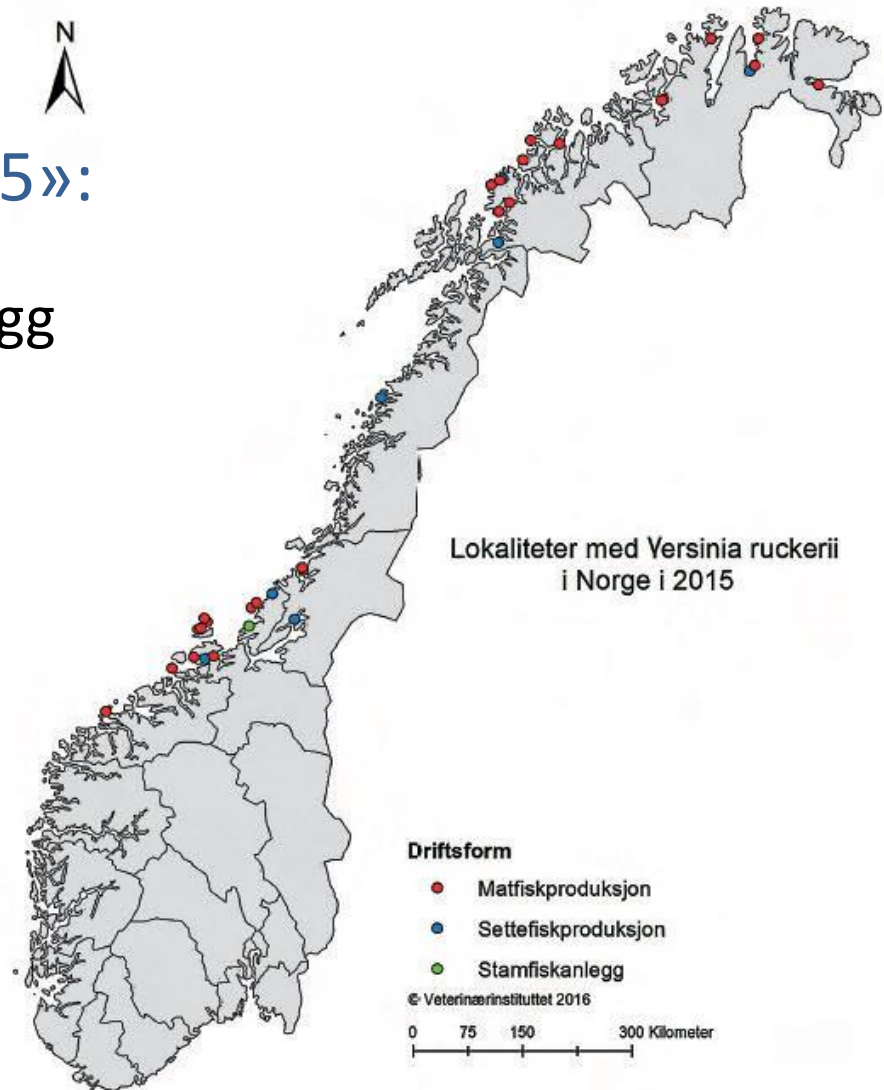 N
5»:
gg
Lokaliteter med Yersinia ruckerii
i Norge i 2015
Driftsform
Matfiskproduksjon
Settefiskproduksjon
Stamfiskanlegg
© Veterinærinstituttet 2016
0 75 150 300 Kilometer